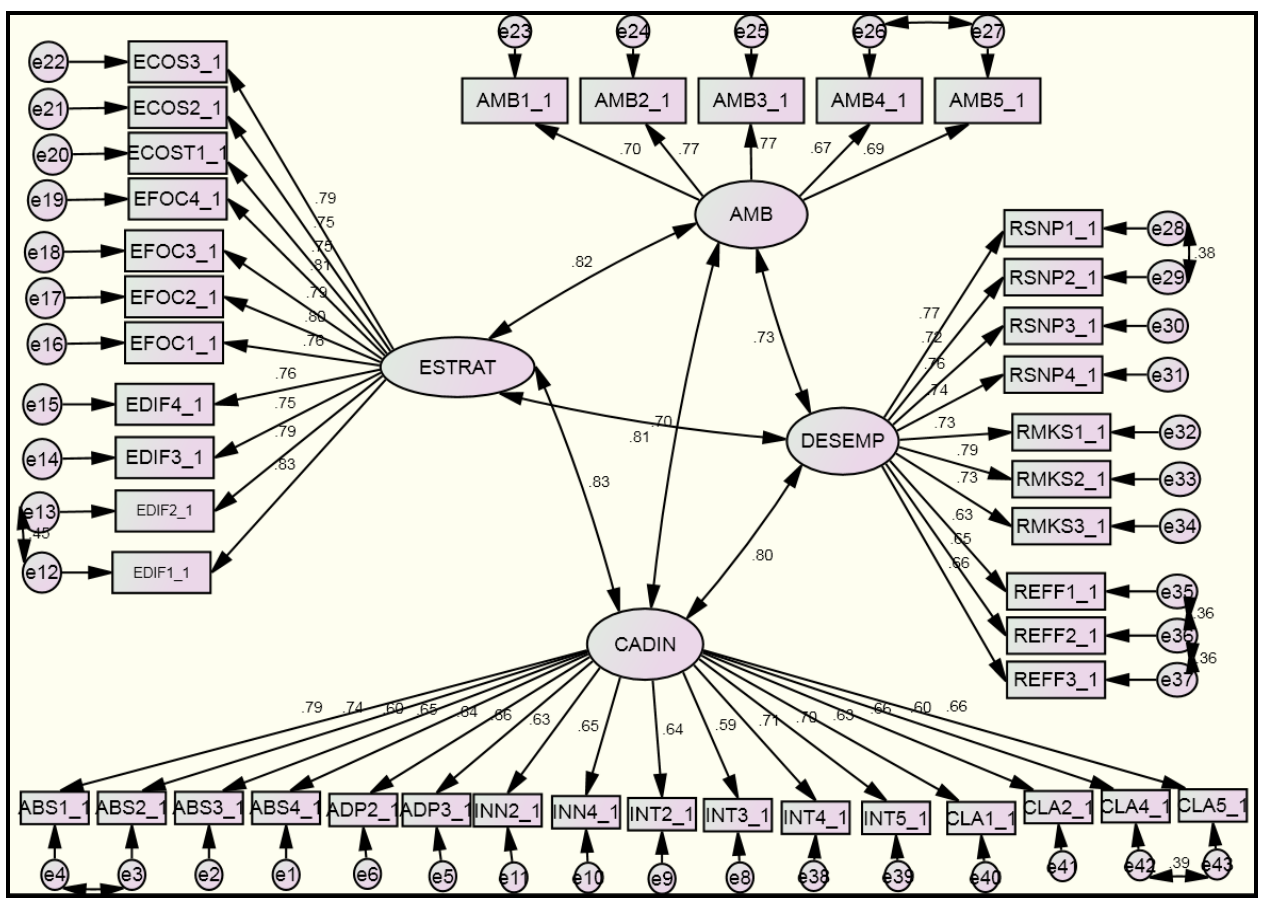 e22 ECOS3_1
e21 ECOS2_1
e20 ECOST1_1
e19 EFOC4_1
e18 EFOC3_1
e17 EFOC2_1
e16 EFOC1_1
e15 EDIF4_1
e14 EDIF3_1
e13 EDIF2_1
.45
e12 EDIF1_1
.79
.75
.75
.81
.79
.80
.76
.76
.75
.79
.83
ESTRAT
e23 e24 e25 e26 e27
AMB1_1 AMB2_1 AMB3_1 AMB4_1 AMB5_1
.70 .77 .77 .67 .69
AMB
.82
.73
.70
.81
.83
.80
DESEMP
.77
.72
.76
.74
.73
.79
.73
.63
.65
.66
RSNP1_1 e28
.38
RSNP2_1 e29
RSNP3_1 e30
RSNP4_1 e31
RMKS1_1 e32
RMKS2_1 e33
RMKS3_1 e34
REFF1_1 e35
.36
REFF2_1 e36
.36
REFF3_1 e37
CADIN
.79 .74 .60 .65 .64 .66 .63 .65 .64 .59 .71 .70 .63 .66 .60 .66
ABS1_1 ABS2_1 ABS3_1 ABS4_1 ADP2_1 ADP3_1 INN2_1 INN4_1 INT2_1 INT3_1 INT4_1 INT5_1 CLA1_1 CLA2_1 CLA4_1 CLA5_1
e4 e3 e2 e1 e6 e5 e11 e10 e9 e8 e38 e39 e40 e41 e42 .39 e43